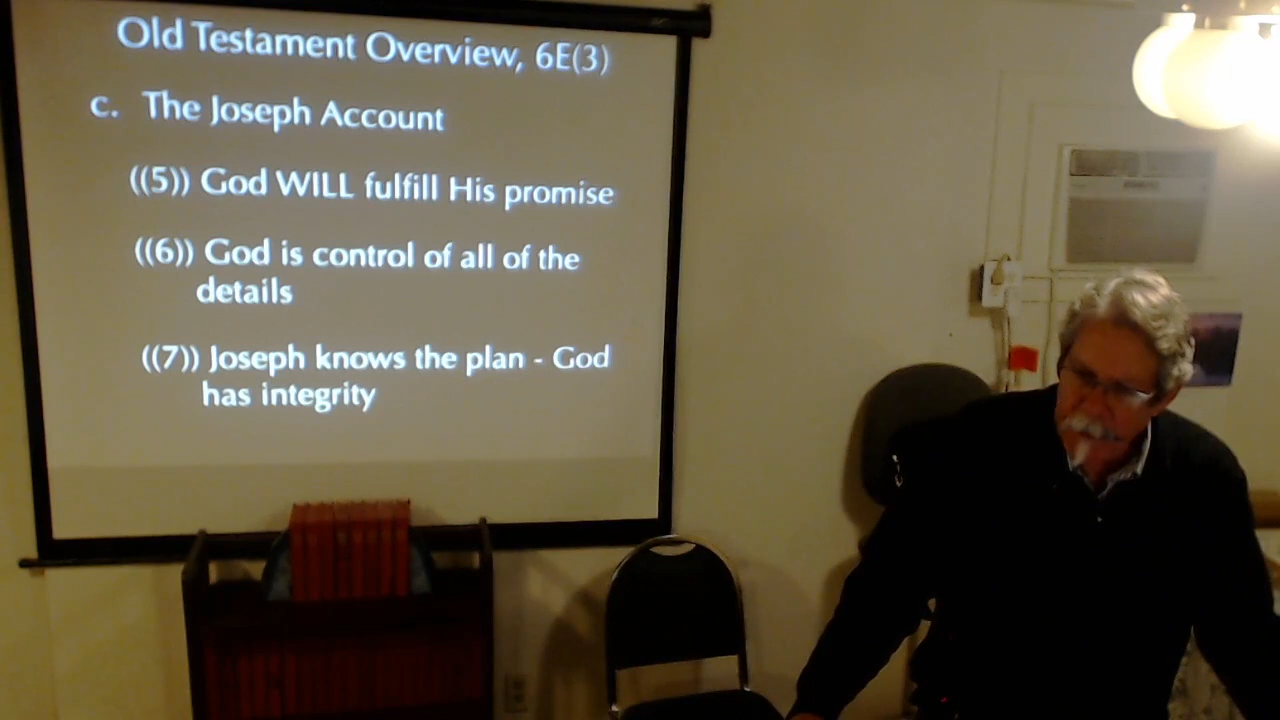 Old Testament Overview, 6E(3)
c. The Joseph Account
((5)) God WILL fulfill His promise
((6)) God is control of all of the
details
((7)) Joseph knows the plan - God
has integrity